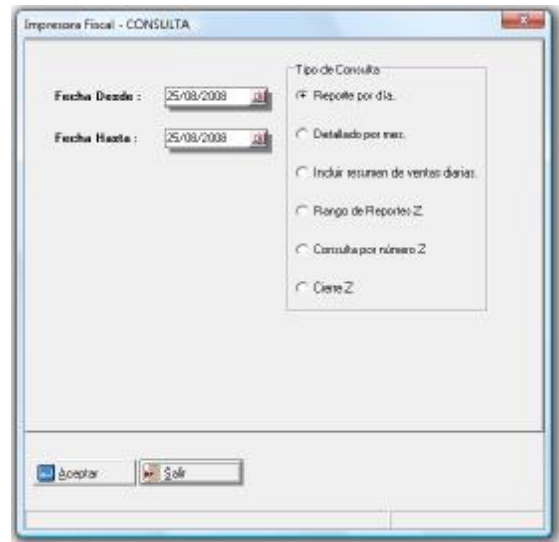 Impresora Fiscal - CONSULTA
Tipo de Consulta
Fecha Desde : 25/08/2008
Fecha Hasta : 25/08/2008
Reporte por día.
Detallado por mes.
Incluir resumen de ventas diarias.
Rango de Reportes Z
Consulta por número Z
Cierre Z
Aceptar
Salir